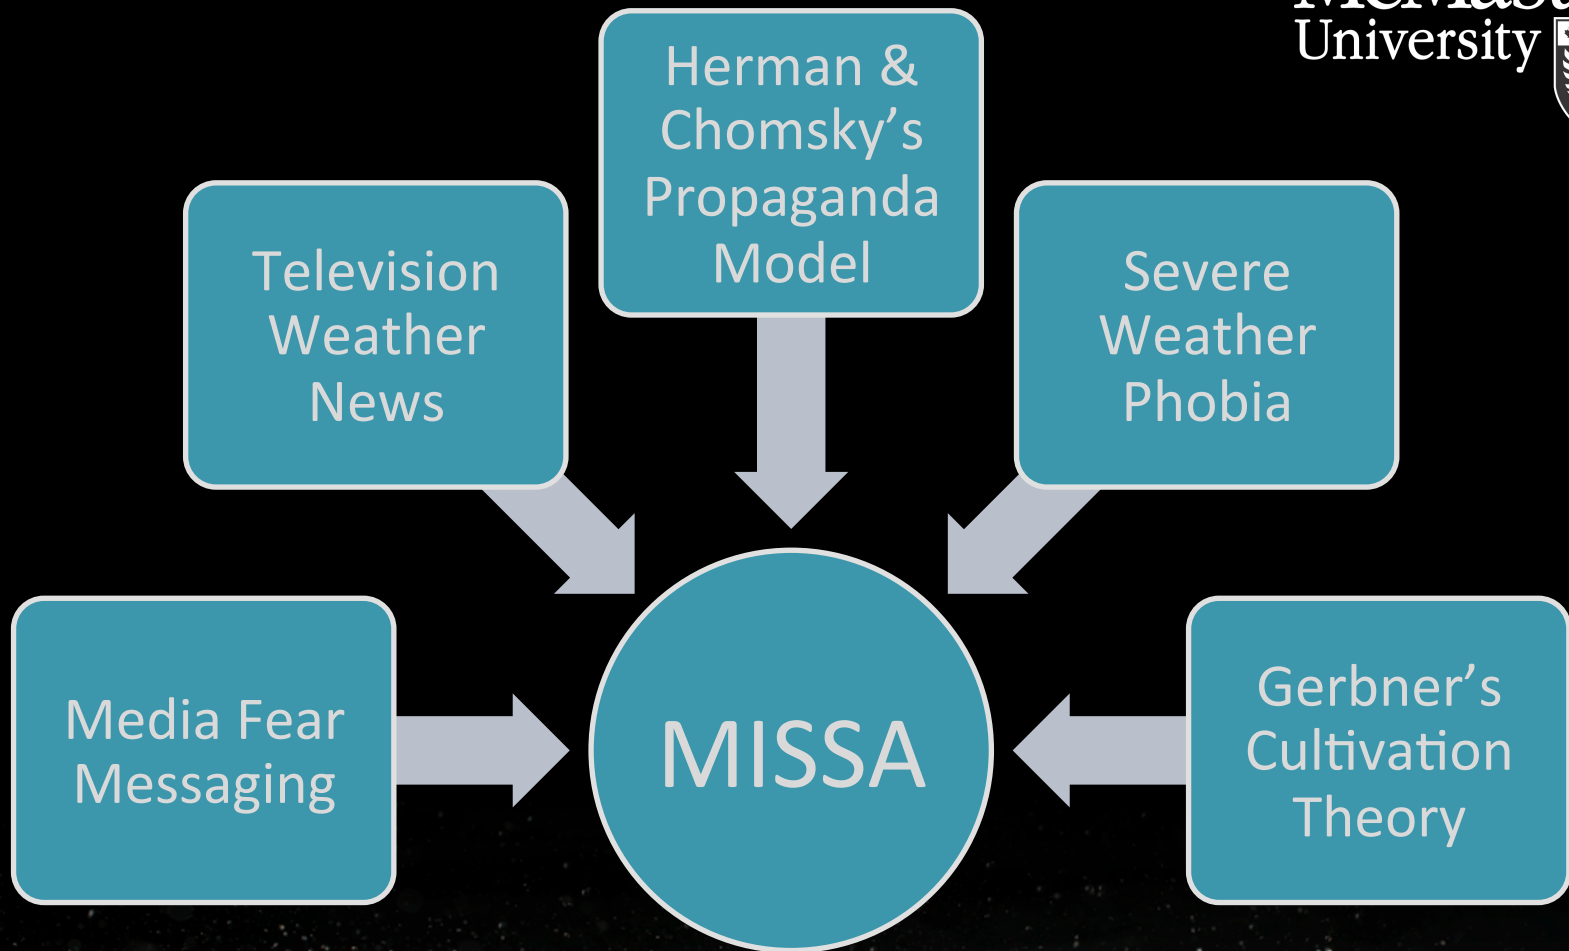 University
Herman &
Chomsky’s
Propaganda
Model
Television
Weather
News
Severe
Weather
Phobia
Media Fear
Messaging
MISSA
Gerbner’s
Cultivation
Theory